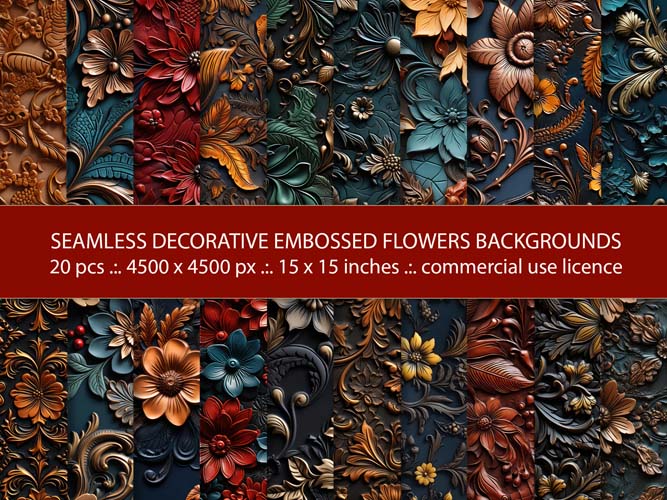 SEAMLESS DECORATIVE EMBOSSED FLOWERS BACKGROUNDS
20 pcs .:. 4500 x 4500 px .:. 15 x 15 inches .:. commercial use licence